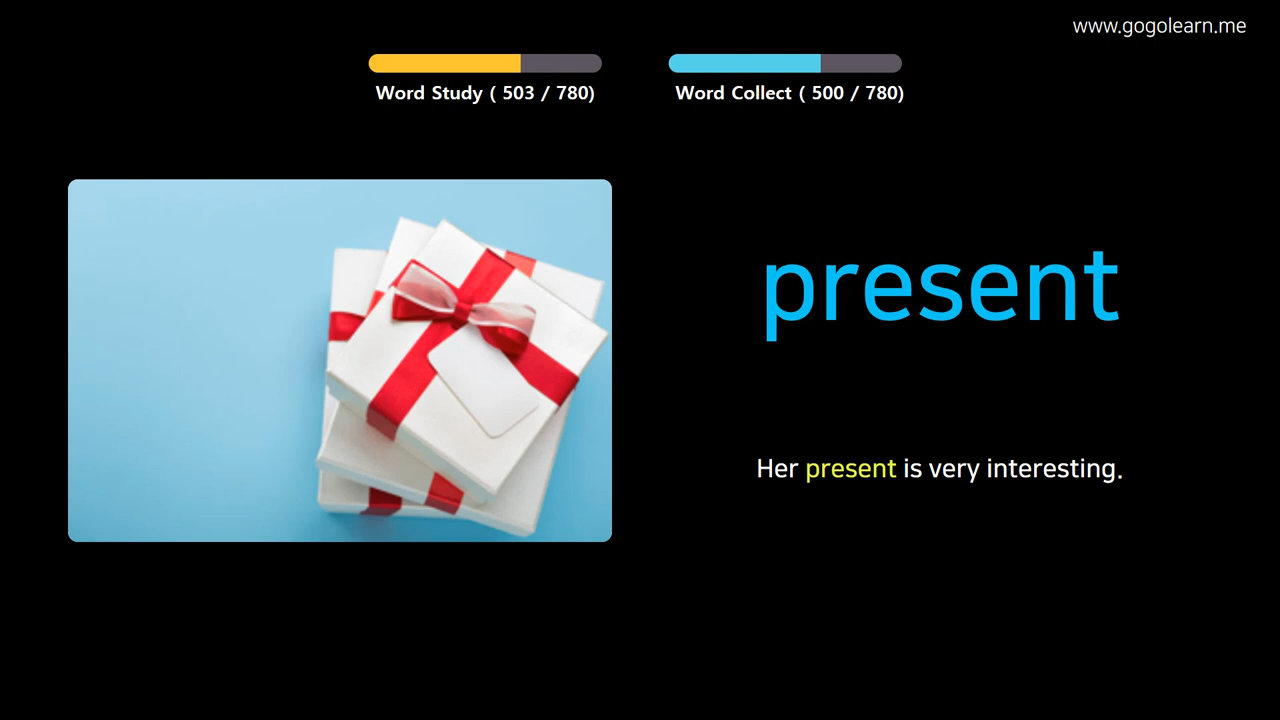 www.gogolearn.me
Word Study ( 503 / 780)
Word Collect ( 500 / 780)
present
Her present is very interesting.